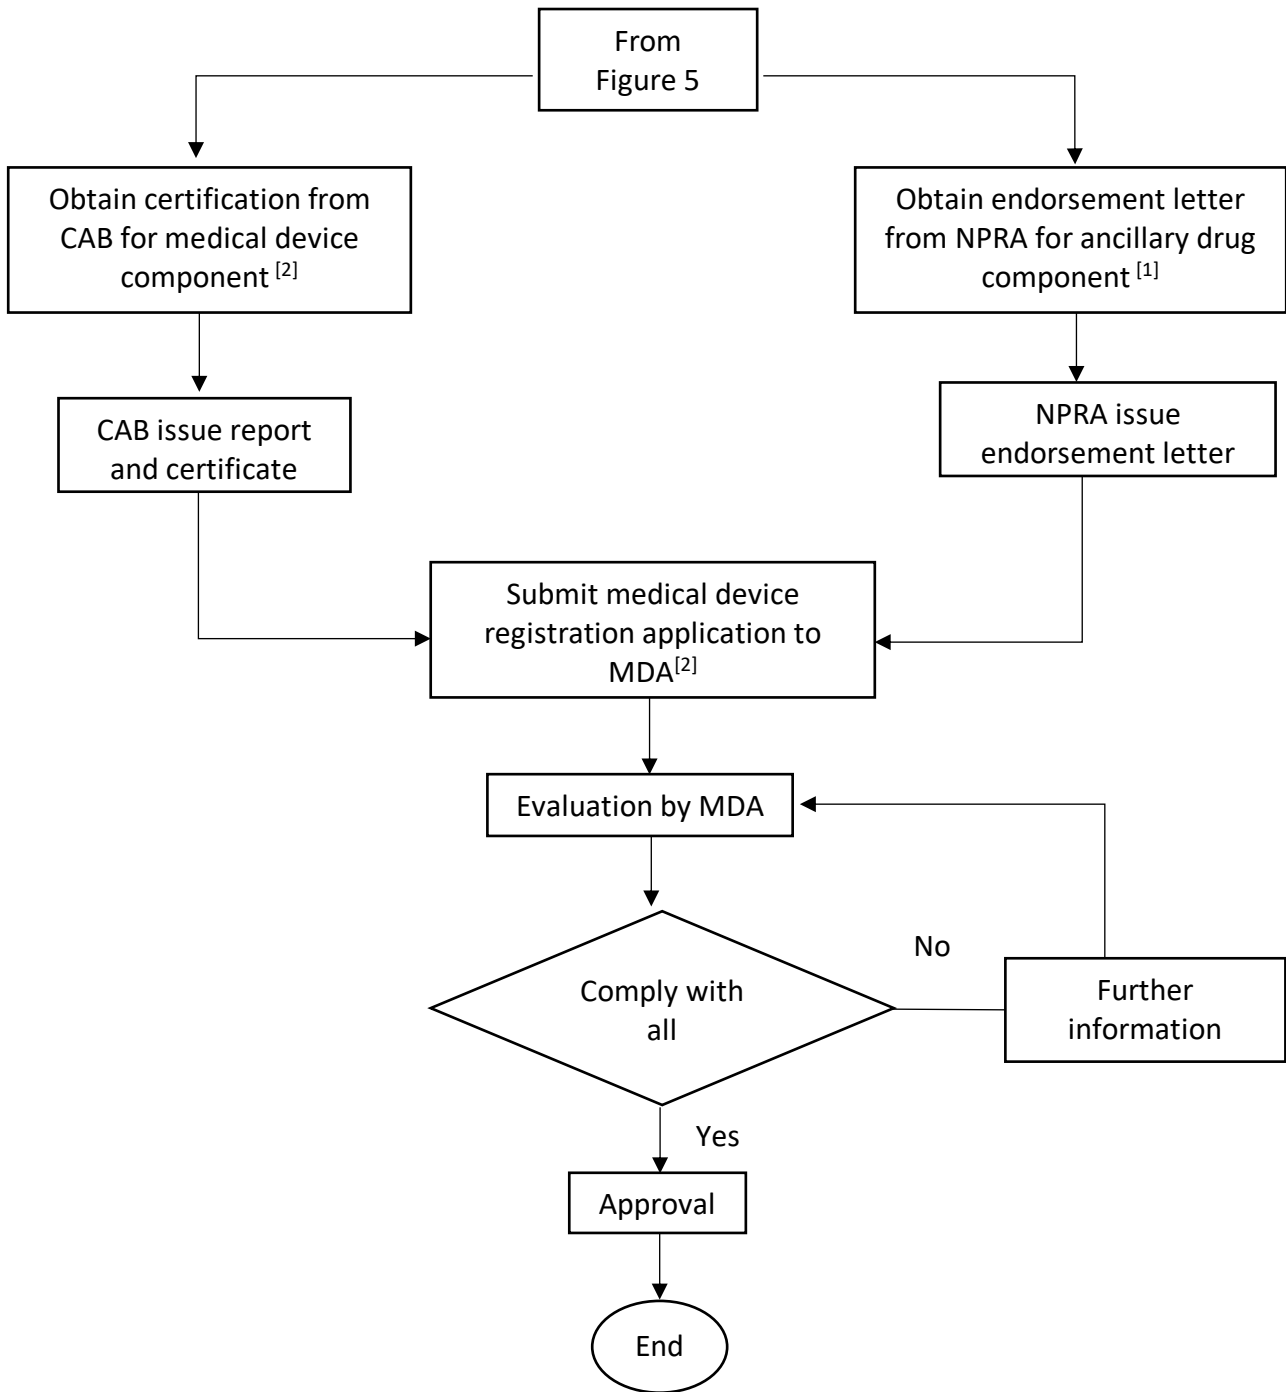 From
Figure 5
Obtain certification from
CAB for medical device
component [2]
Obtain endorsement letter
from NPRA for ancillary drug
component [1]
CAB issue report
and certificate
NPRA issue
endorsement letter
Submit medical device
registration application to
MDA[2]
Evaluation by MDA
No
Comply with
all
Further
information
Yes
Approval
End